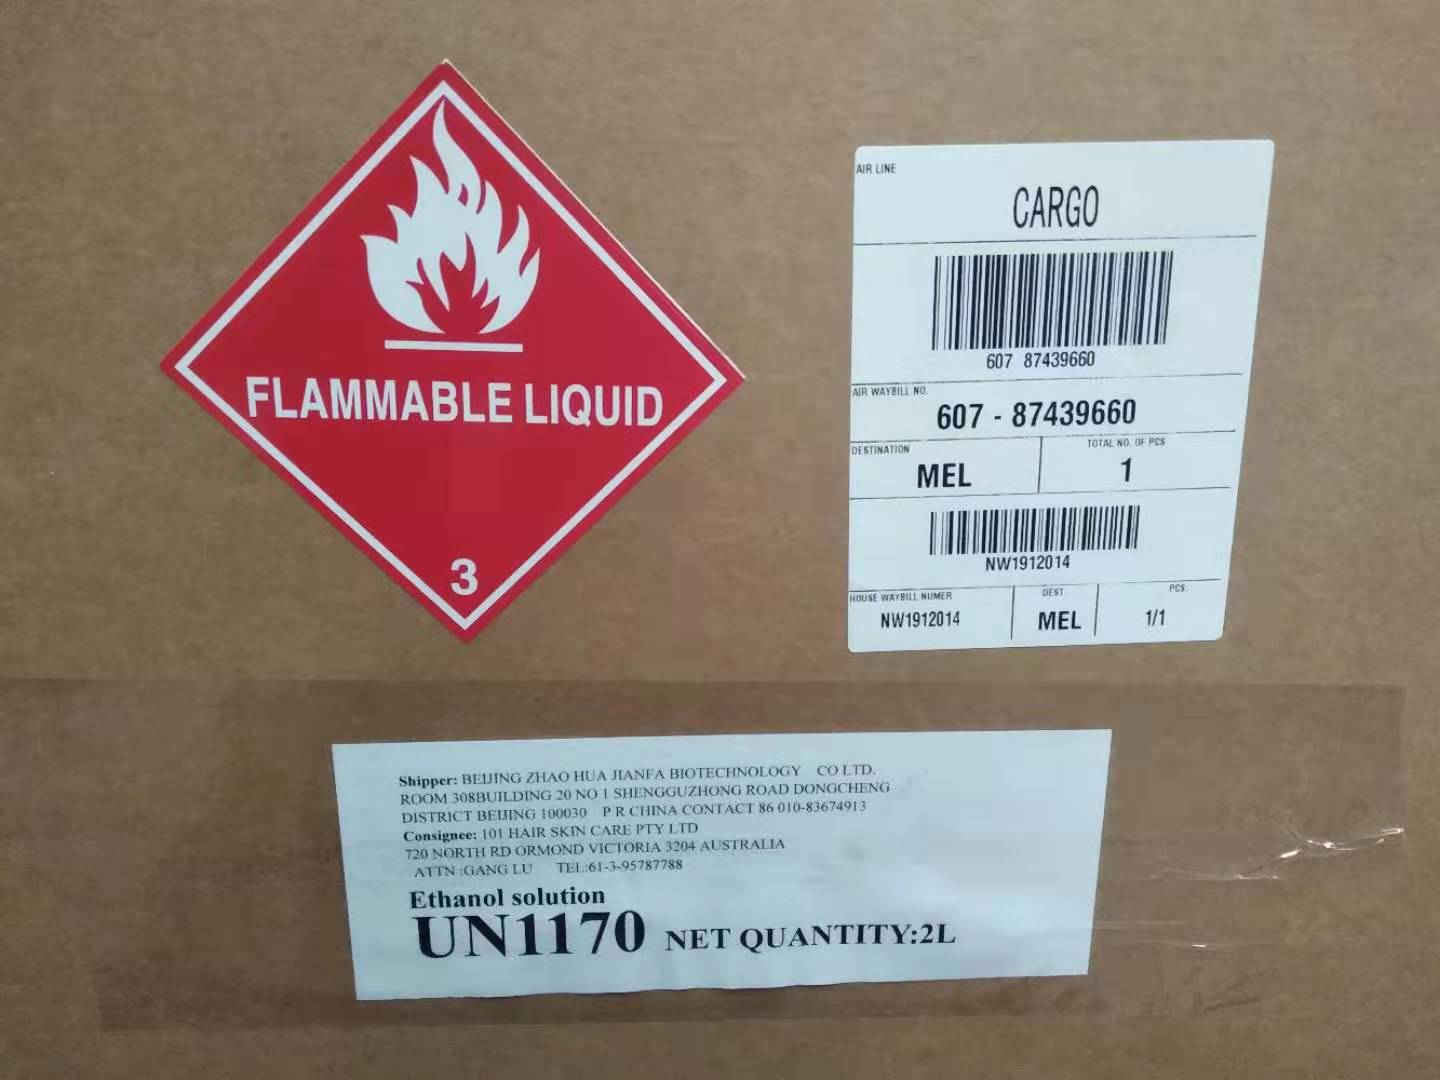 FLAMMABLE LIQUID
3
AIR LINE
CARGO
607 87439660
AIR WAYBILL NO.
607 - 87439660
DESTINATION
MEL
TOTAL NO. OF PCS
1
NW1912014
HOUSE WAYBILL NUMER
NW1912014
DEST
MEL
PCS.
1/1
Shipper: BEIJING ZHAO HUA JIANFA BIOTECHNOLOGY CO LTD.
ROOM 308BUILDING 20 NO 1 SHENGGUZHONG ROAD DONGCHENG
DISTRICT BEIJING 100030 P R CHINA CONTACT 86 010-83674913
Consignee: 101 HAIR SKIN CARE PTY LTD
720 NORTH RD ORMOND VICTORIA 3204 AUSTRALIA
ATTN :GANG LU TEL:61-3-95787788
Ethanol solution
UN1170 NET QUANTITY:2L